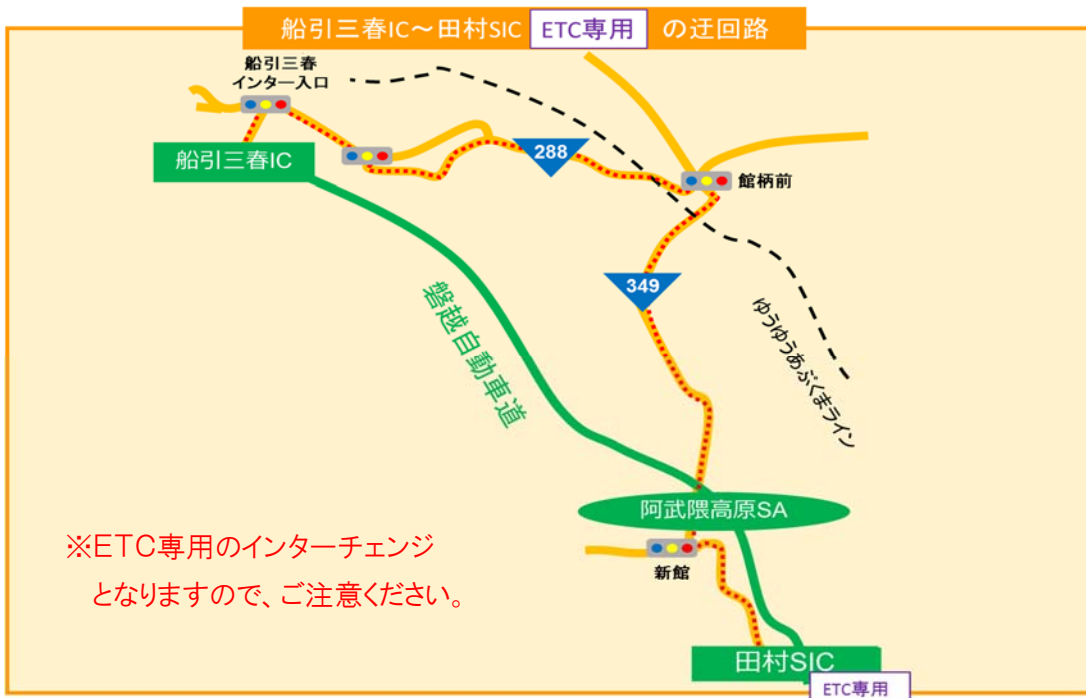 船引三春IC～田村SIC ETC専用 の迂回路
船引三春
インター入口
船引三春IC
288
館柄前
349
磐越自動車道
ゆうゆうあぶくまライン
阿武隈高原SA
※ETC専用のインターチェンジ
となりますので、ご注意ください。
新館
田村SIC
ETC専用